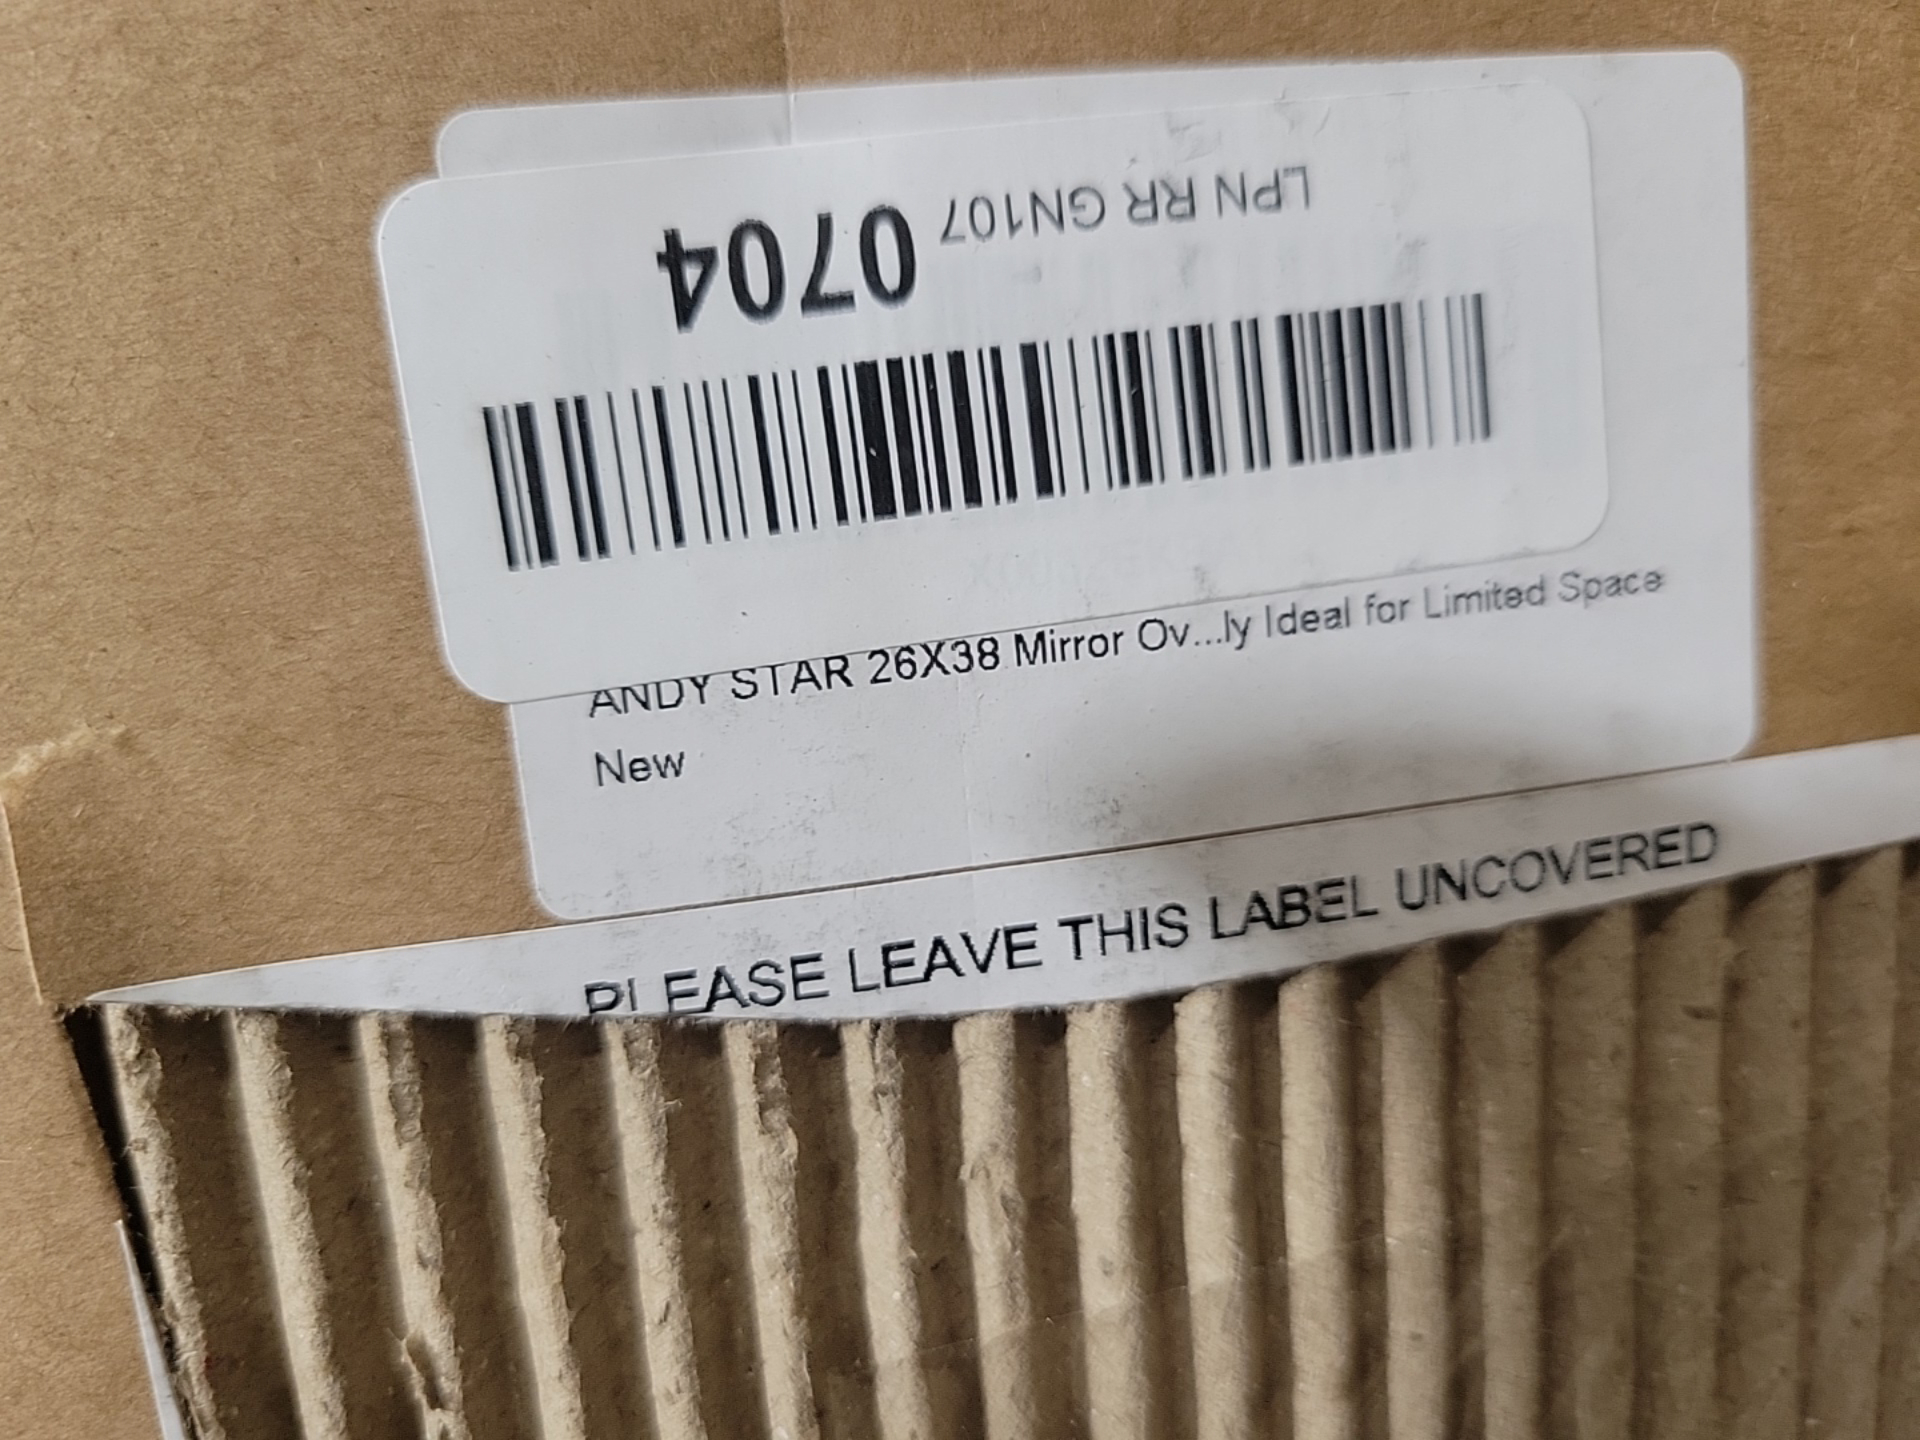 LPN RR GN107 0704
ANDY STAR 26X38 Mirror Ov...ly Ideal for Limited Space
New
PLEASE LEAVE THIS LABEL UNCOVERED